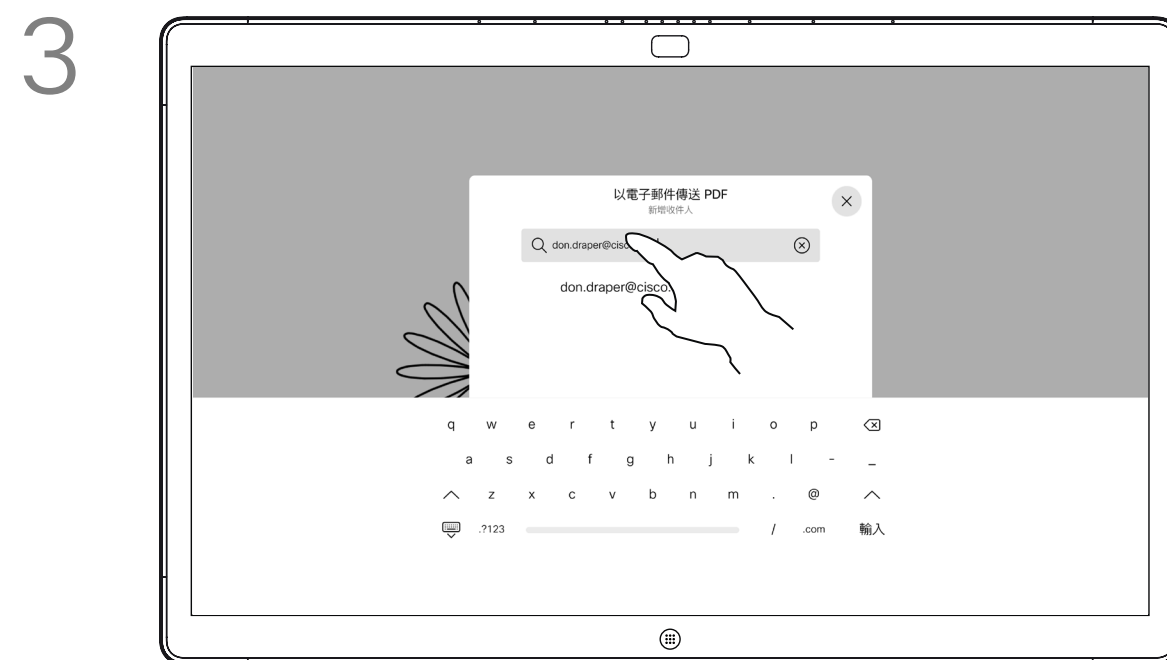 3
以電子郵件傳送 PDF
新增收件人
don.draper@cisc
don.draper@cisco.
q w e r t y u i o p
a s d f g h j k l - _
z x c v b n m . @
.?123 / .com 輸入